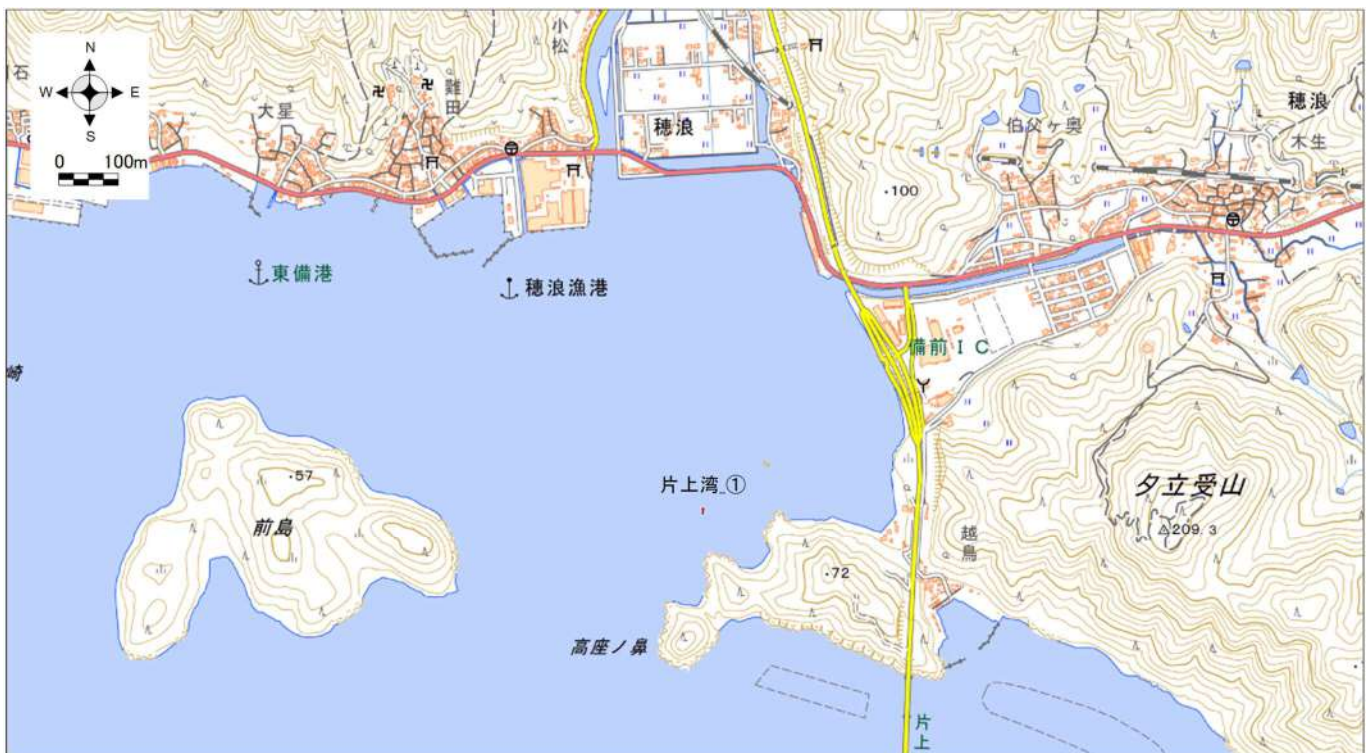 N
W
E
S
0
100m
石
大星
灘田
小松
穂浪
伯父ヶ奥
穂浪
木生
・100
東備港
穂浪漁港
備前IC
崎
・57
前島
片上湾_①
夕立受山
209.3
・72
越鳥
高座ノ鼻
片上